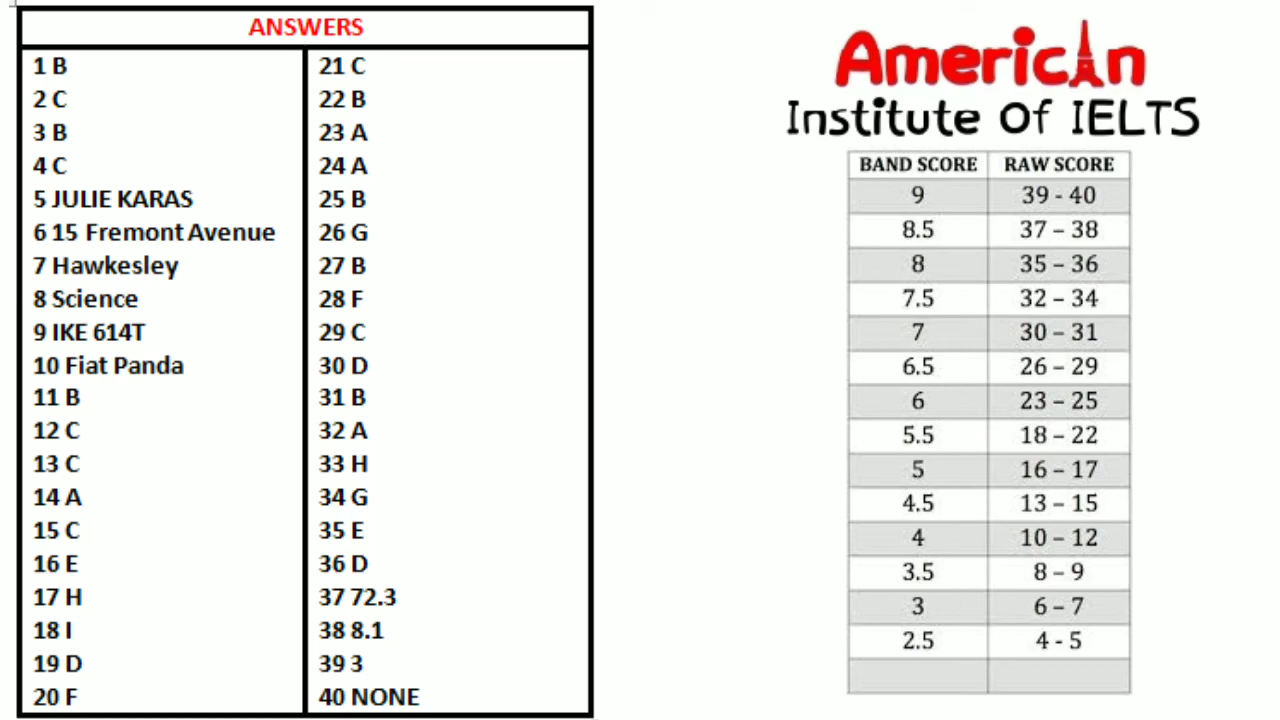 ANSWERS
1 B
2 C
3 B
4 C
5 JULIE KARAS
6 15 Fremont Avenue
7 Hawkesley
8 Science
9 IKE 614T
10 Fiat Panda
11 B
12 C
13 C
14 A
15 C
16 E
17 H
18 I
19 D
20 F
21 C
22 B
23 A
24 A
25 B
26 G
27 B
28 F
29 C
30 D
31 B
32 A
33 H
34 G
35 E
36 D
37 72.3
38 8.1
39 3
40 NONE
American
Institute Of IELTS
BAND SCORE RAW SCORE
9 39 - 40
8.5 37 – 38
8 35 – 36
7.5 32 – 34
7 30 – 31
6.5 26 – 29
6 23 – 25
5.5 18 – 22
5 16 – 17
4.5 13 – 15
4 10 – 12
3.5 8 – 9
3 6 – 7
2.5 4 - 5